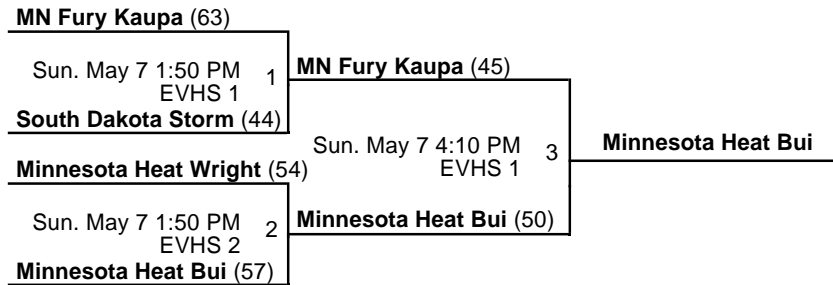 MN Fury Kaupa (63)
Sun. May 7 1:50 PM 1
EVHS 1
South Dakota Storm (44)
Minnesota Heat Wright (54)
Sun. May 7 1:50 PM 2
EVHS 2
Minnesota Heat Bui (57)
MN Fury Kaupa (45)
Sun. May 7 4:10 PM 3
EVHS 1
Minnesota Heat Bui (50)
Minnesota Heat Bui